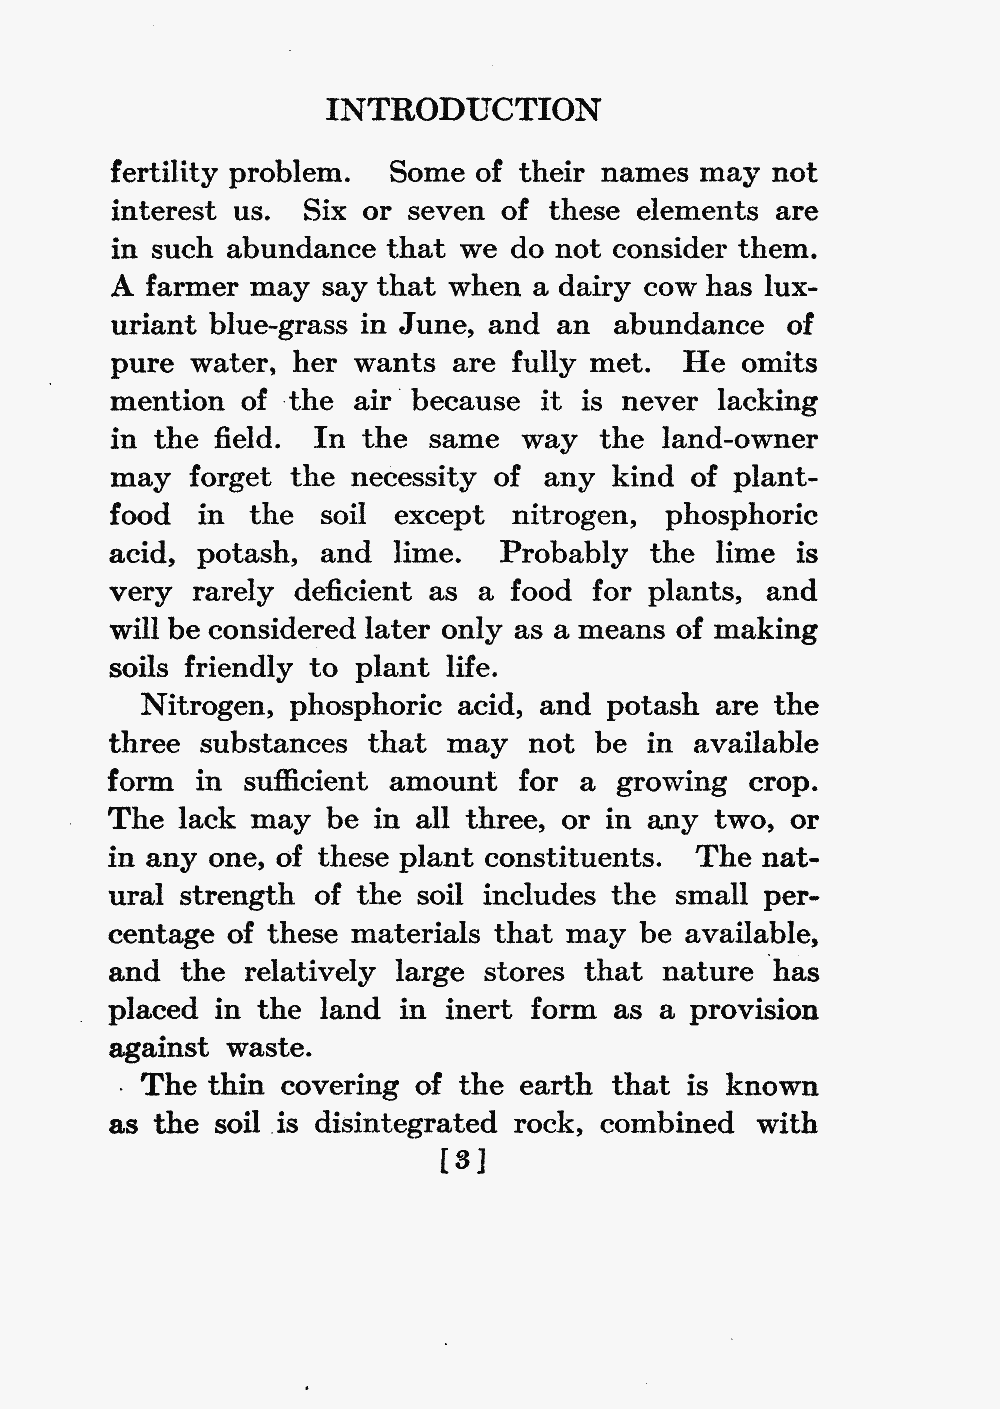 INTRODUCTION
fertility problem. Some of their names may not
interest us. Six or seven of these elements are
in such abundance that we do not consider them.
A farmer may say that when a dairy cow has lux-
uriant blue-grass in June, and an abundance of
pure water, her wants are fully met. He omits
mention of the air because it is never lacking
in the field. In the same way the land-owner
may forget the necessity of any kind of plant-
food in the soil except nitrogen, phosphoric
acid, potash, and lime. Probably the lime is
very rarely deficient as a food for plants, and
will be considered later only as a means of making
soils friendly to plant life.
Nitrogen, phosphoric acid, and potash are the
three substances that may not be in available
form in sufficient amount for a growing crop.
The lack may be in all three, or in any two, or
in any one, of these plant constituents. The nat-
ural strength of the soil includes the small per-
centage of these materials that may be available,
and the relatively large stores that nature has
placed in the land in inert form as a provision
against waste.
The thin covering of the earth that is known
as the soil is disintegrated rock, combined with
[3]